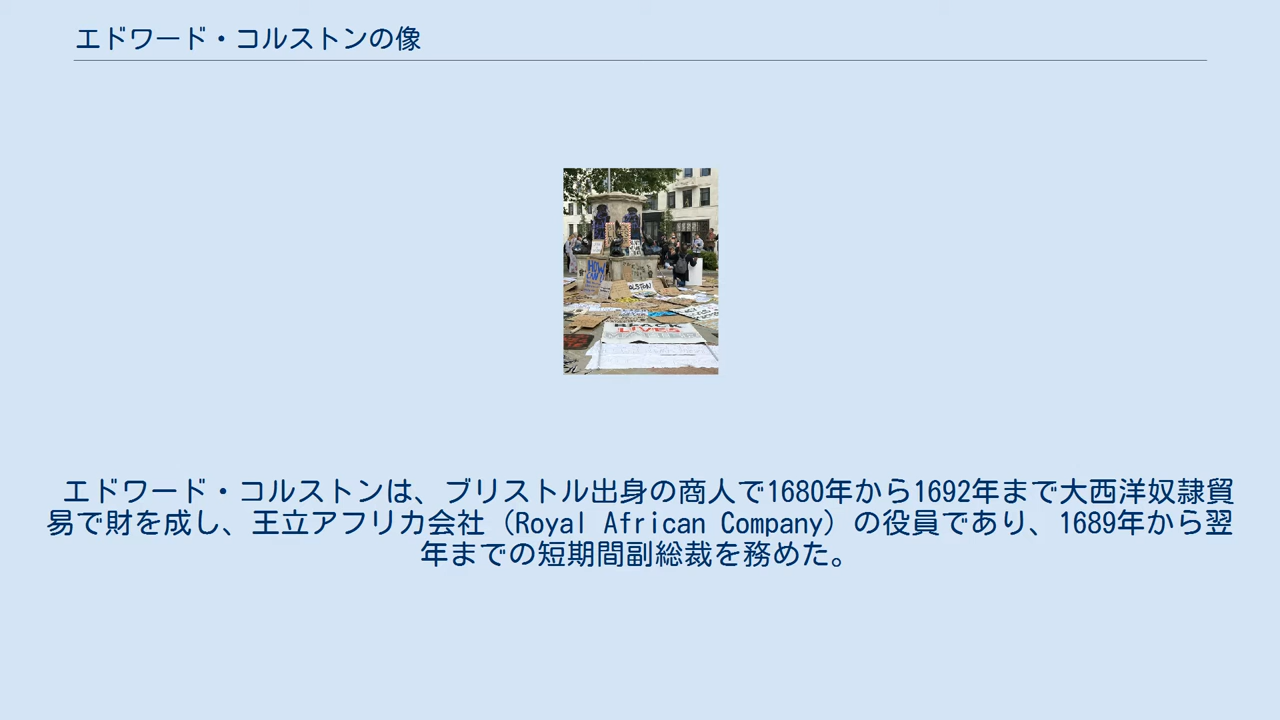 エドワード・コルストンの像
HOW
BLACK
LIVES
MATTER
エドワード・コルストンは、ブリストル出身の商人で1680年から1692年まで大西洋奴隷貿
易で財を成し、王立アフリカ会社（Royal African Company）の役員であり、1689年から翌
年までの短期間副総裁を務めた。